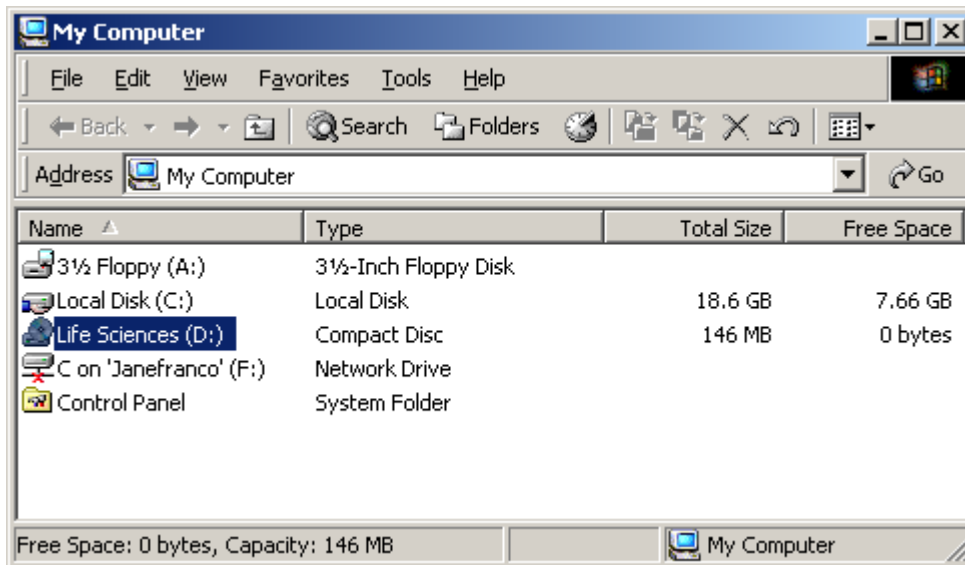 My Computer
File Edit View Favorites Tools Help
Back Search Folders
Address My Computer Go
Name Type Total Size Free Space
3½ Floppy (A:) 3½-Inch Floppy Disk
Local Disk (C:) Local Disk 18.6 GB 7.66 GB
Life Sciences (D:) Compact Disc 146 MB 0 bytes
C on 'Janefranco' (F:) Network Drive
Control Panel System Folder
Free Space: 0 bytes, Capacity: 146 MB My Computer